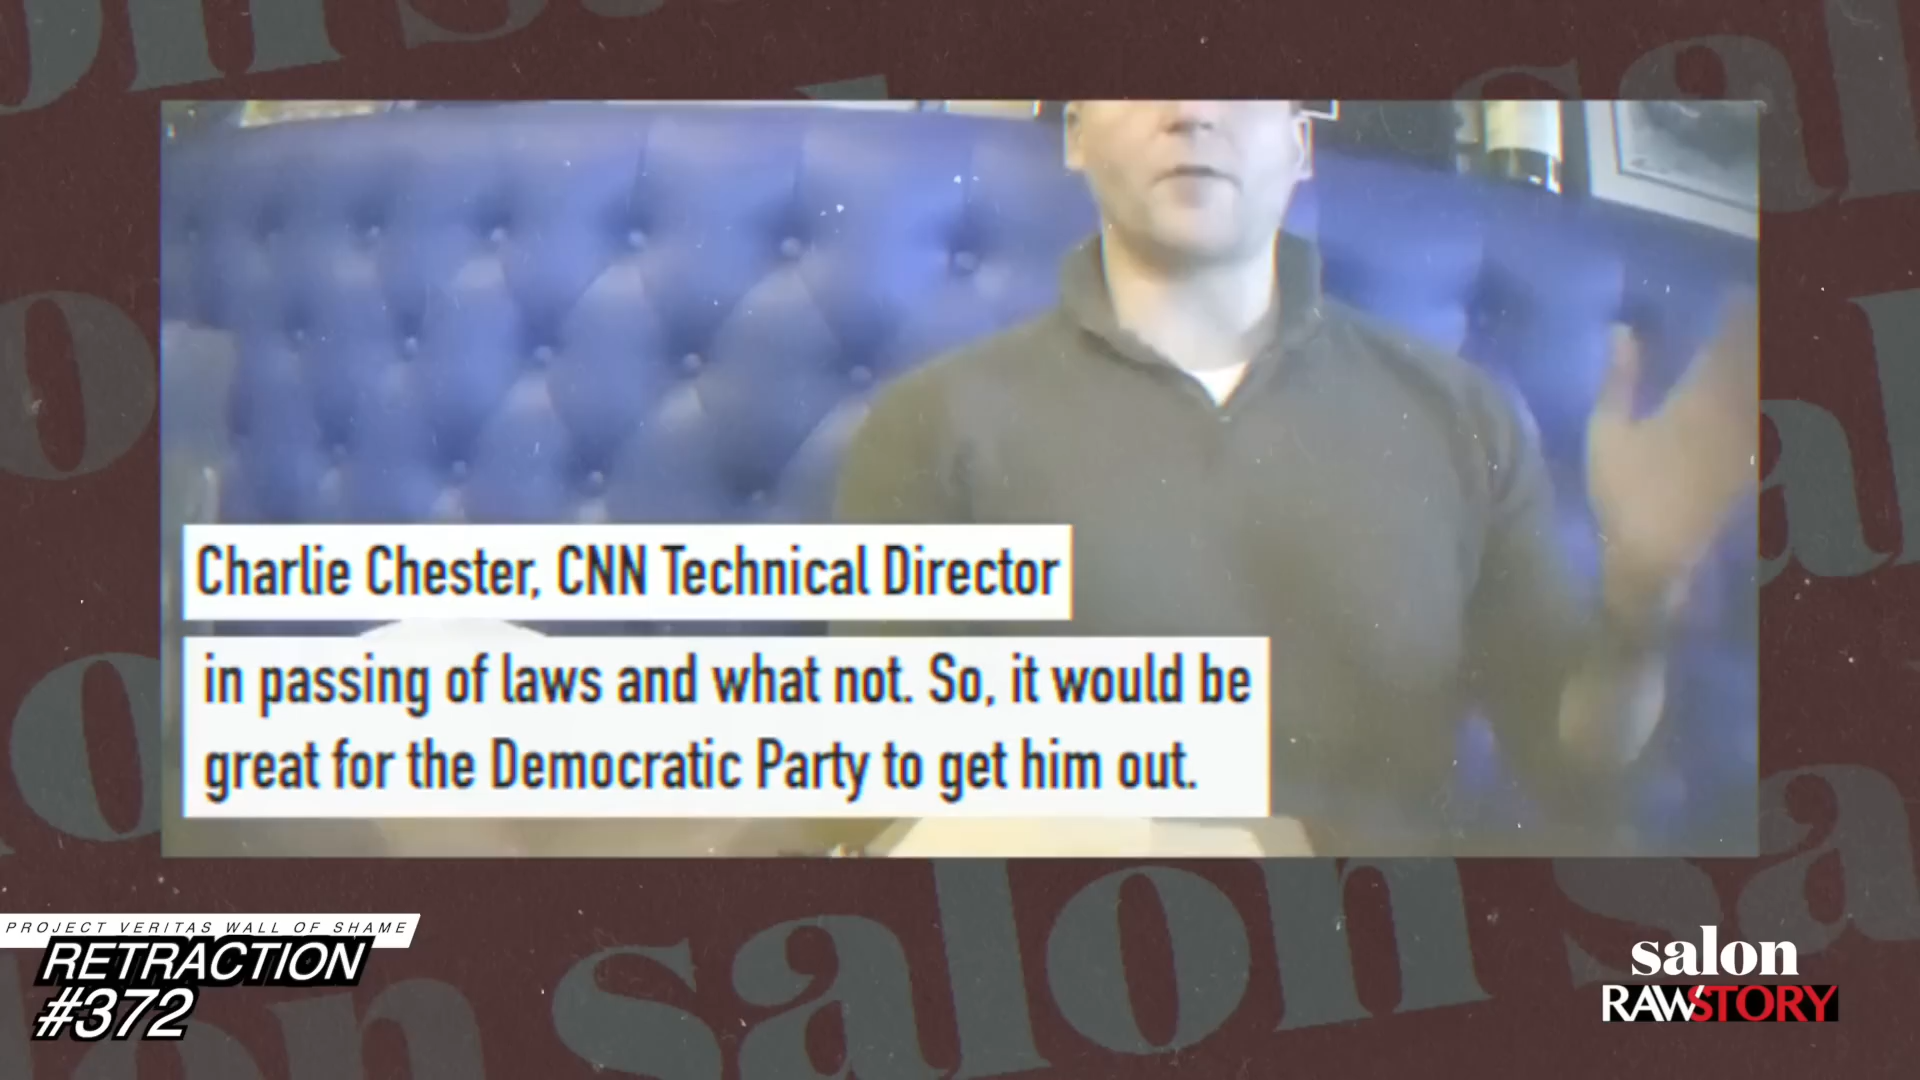 Charlie Chester, CNN Technical Director
in passing of laws and what not. So, it would be
great for the Democratic Party to get him out.
PROJECT VERITAS WALL OF SHAME
RETRACTION
#372
salon
RAWSTORY
salon